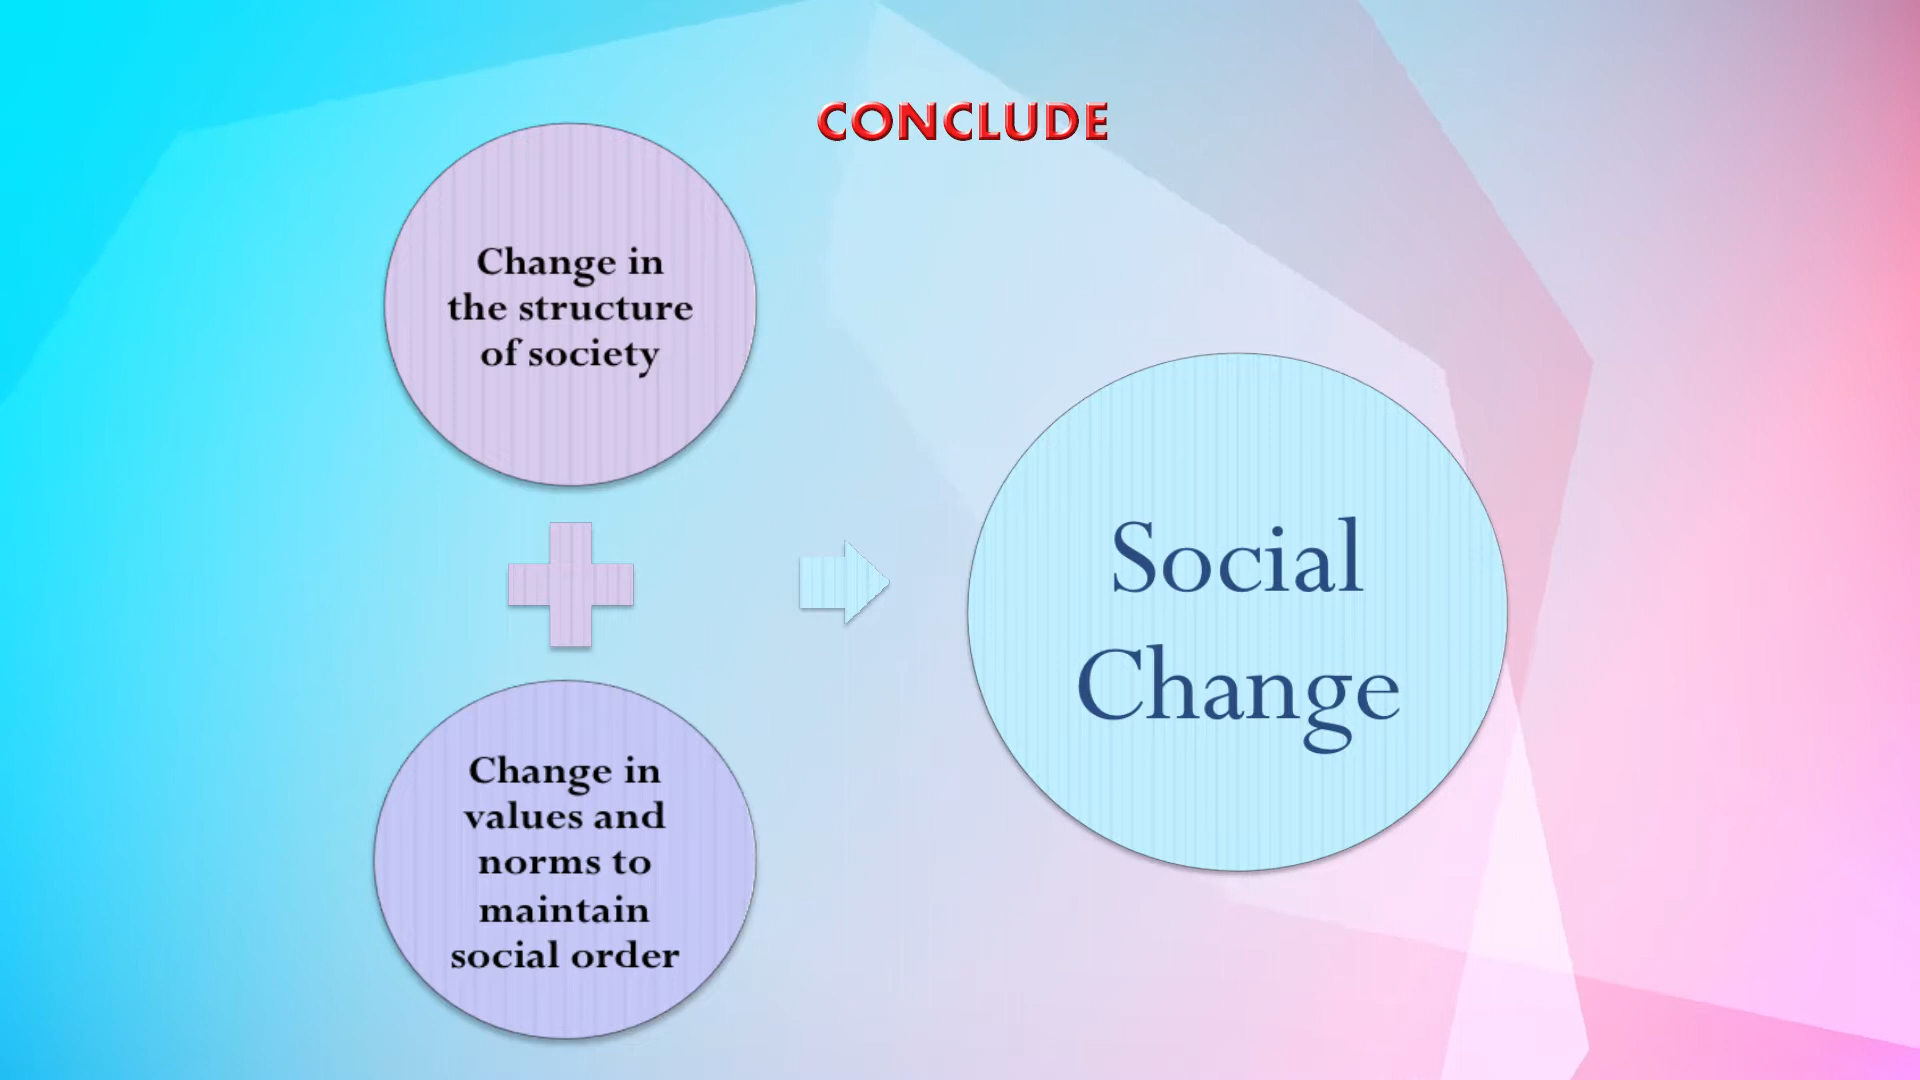 CONCLUDE
Change in
the structure
of society
Change in
values and
norms to
maintain
social order
Social
Change